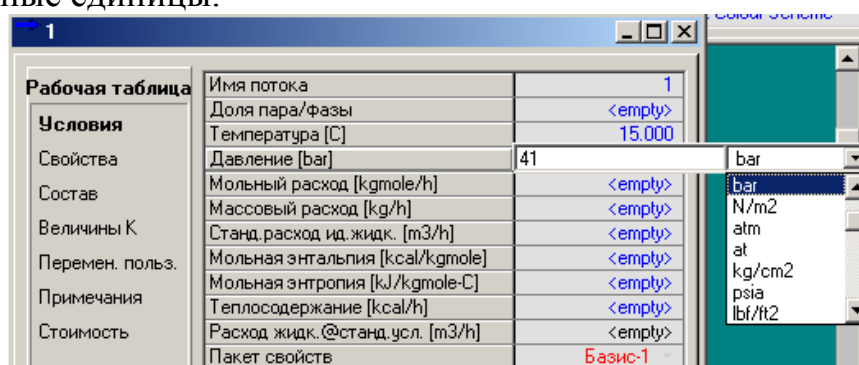 ные единицы.
1
Colour Scheme
Рабочая таблица
Условия
Свойства
Состав
Величины К
Перемен. польз.
Примечания
Стоимость
Имя потока 1
Доля пара/фазы <empty>
Температура [C] 15.000
Давление [bar] 41 bar
Мольный расход [kgmole/h] <empty>
Массовый расход [kg/h] <empty>
Станд.расход ид.жидк. [m3/h] <empty>
Мольная энтальпия [kcal/kgmole] <empty>
Мольная энтропия [kJ/kgmole-C] <empty>
Теплосодержание [kcal/h] <empty>
Расход жидк.@станд.усл. [m3/h] <empty>
Пакет свойств Базис-1
bar
N/m2
atm
at
kg/cm2
psia
lbf/ft2